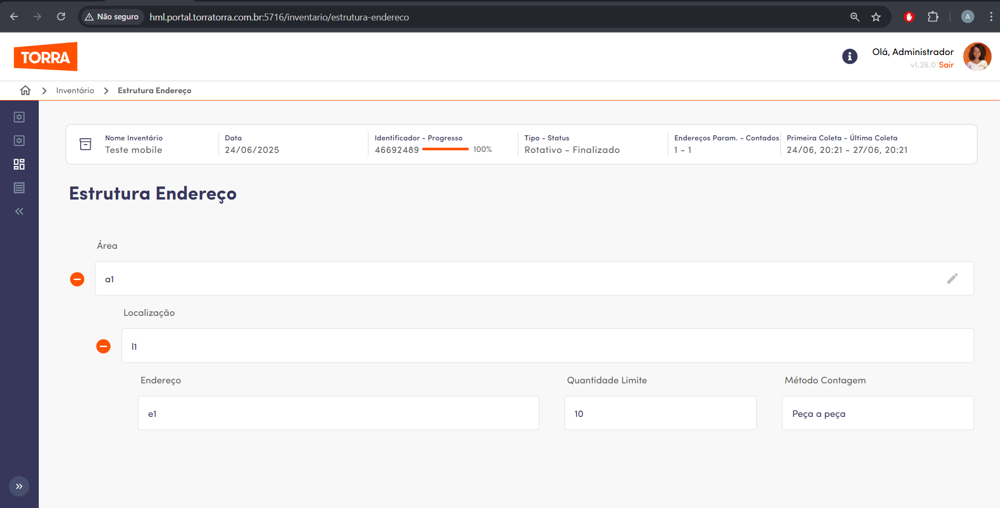 Não seguro
hml.portal.torratorra.com.br:5716/inventario/estrutura-endereco
A
TORRA
Olá, Administrador
v1.26.0 Sair
Inventário
Estrutura Endereço
Nome Inventário
Teste mobile
Data
24/06/2025
Identificador - Progresso
46692489
100%
Tipo - Status
Rotativo - Finalizado
Endereços Param. - Contados
1 - 1
Primeira Coleta - Última Coleta
24/06, 20:21 - 27/06, 20:21
Estrutura Endereço
Área
a1
Localização
l1
Endereço
Quantidade Limite
Método Contagem
e1
10
Peça a peça